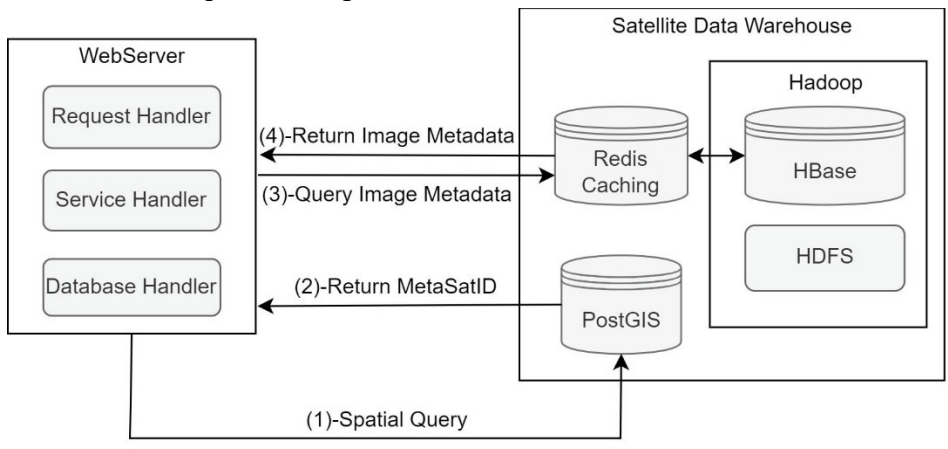 Satellite Data Warehouse
WebServer
Hadoop
Request Handler
(4)-Return Image Metadata
Redis
Caching
HBase
Service Handler
(3)-Query Image Metadata
HDFS
Database Handler
(2)-Return MetaSatID
PostGIS
(1)-Spatial Query